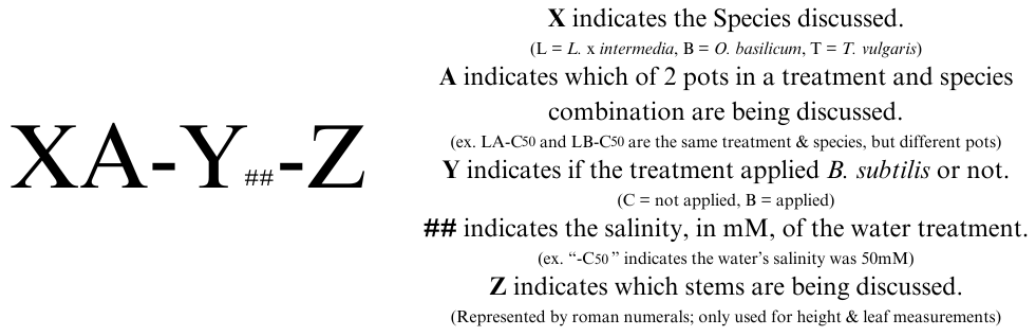 XA-Y##-Z
X indicates the Species discussed.
(L = L. x intermedia, B = O. basilicum, T = T. vulgaris)
A indicates which of 2 pots in a treatment and species
combination are being discussed.
(ex. LA-C50 and LB-C50 are the same treatment & species, but different pots)
Y indicates if the treatment applied B. subtilis or not.
(C = not applied, B = applied)
## indicates the salinity, in mM, of the water treatment.
(ex. “-C50” indicates the water’s salinity was 50mM)
Z indicates which stems are being discussed.
(Represented by roman numerals; only used for height & leaf measurements)